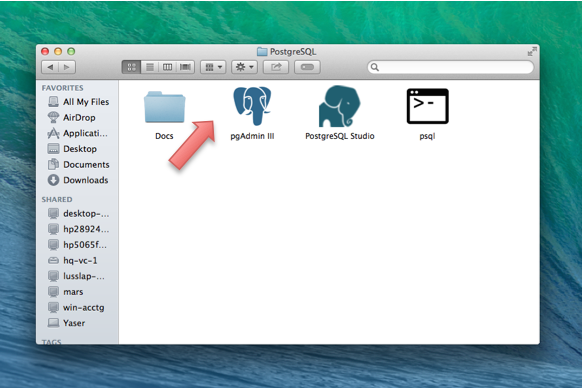 PostgreSQL
FAVORITES
All My Files
AirDrop
Applicati...
Desktop
Documents
Downloads
SHARED
desktop-...
hp28924...
hp5065f...
hq-vc-1
lusslap-...
mars
win-acctg
Yaser
TAGS
Docs
pgAdmin III
PostgreSQL Studio
>-
psql